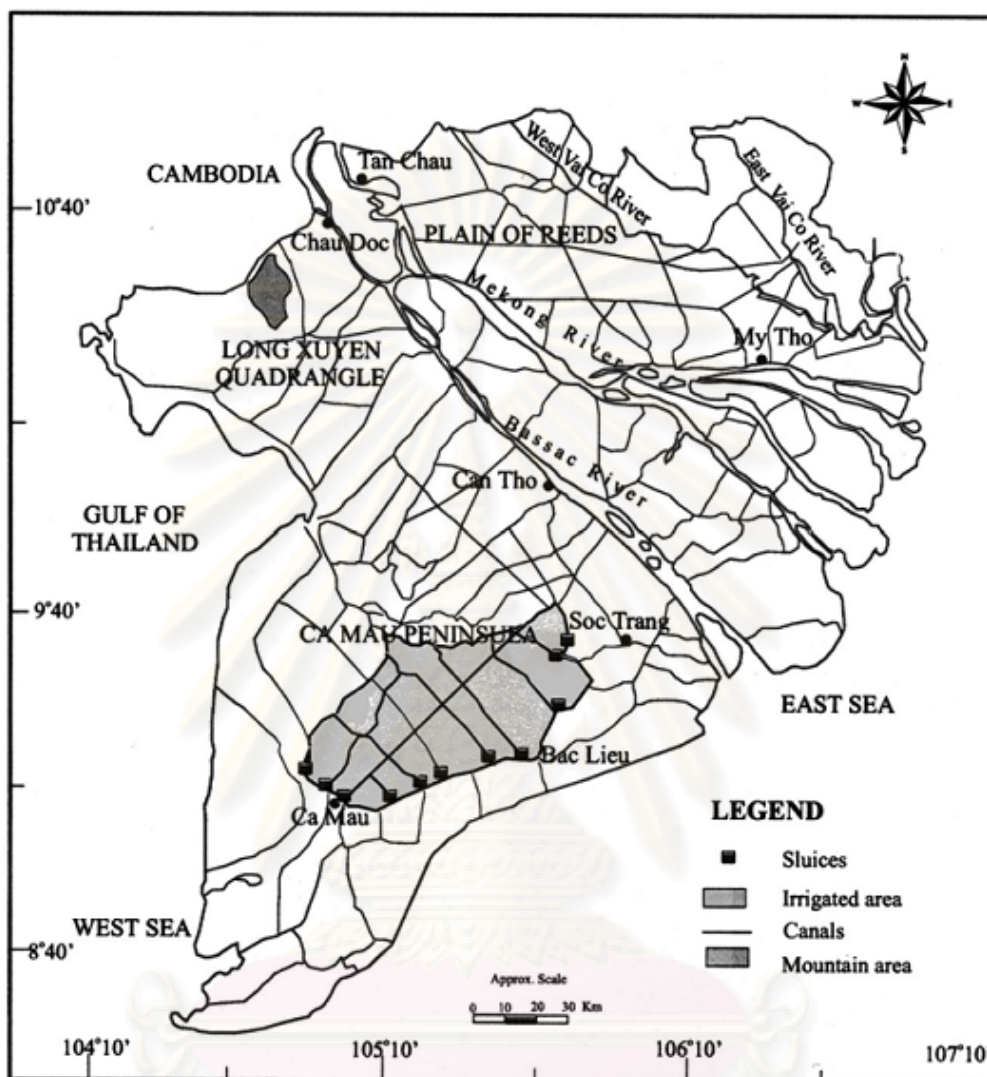 N
W
E
S
West Vai Co River
East Vai Co River
CAMBODIA
Tan Chau
10°40'
Chau Doc
PLAIN OF REEDS
Mekong River
My Tho
LONG XUYEN
QUADRANGLE
Bassac River
Can Tho
GULF OF
THAILAND
9°40'
Soc Trang
CA MAU PENINSUEA
EAST SEA
Bac Lieu
Ca Mau
LEGEND
Sluices
Irrigated area
Canals
Mountain area
WEST SEA
8°40'
Approx. Scale
0 10 20 30 Km
104°10'
105°10'
106°10'
107°10'